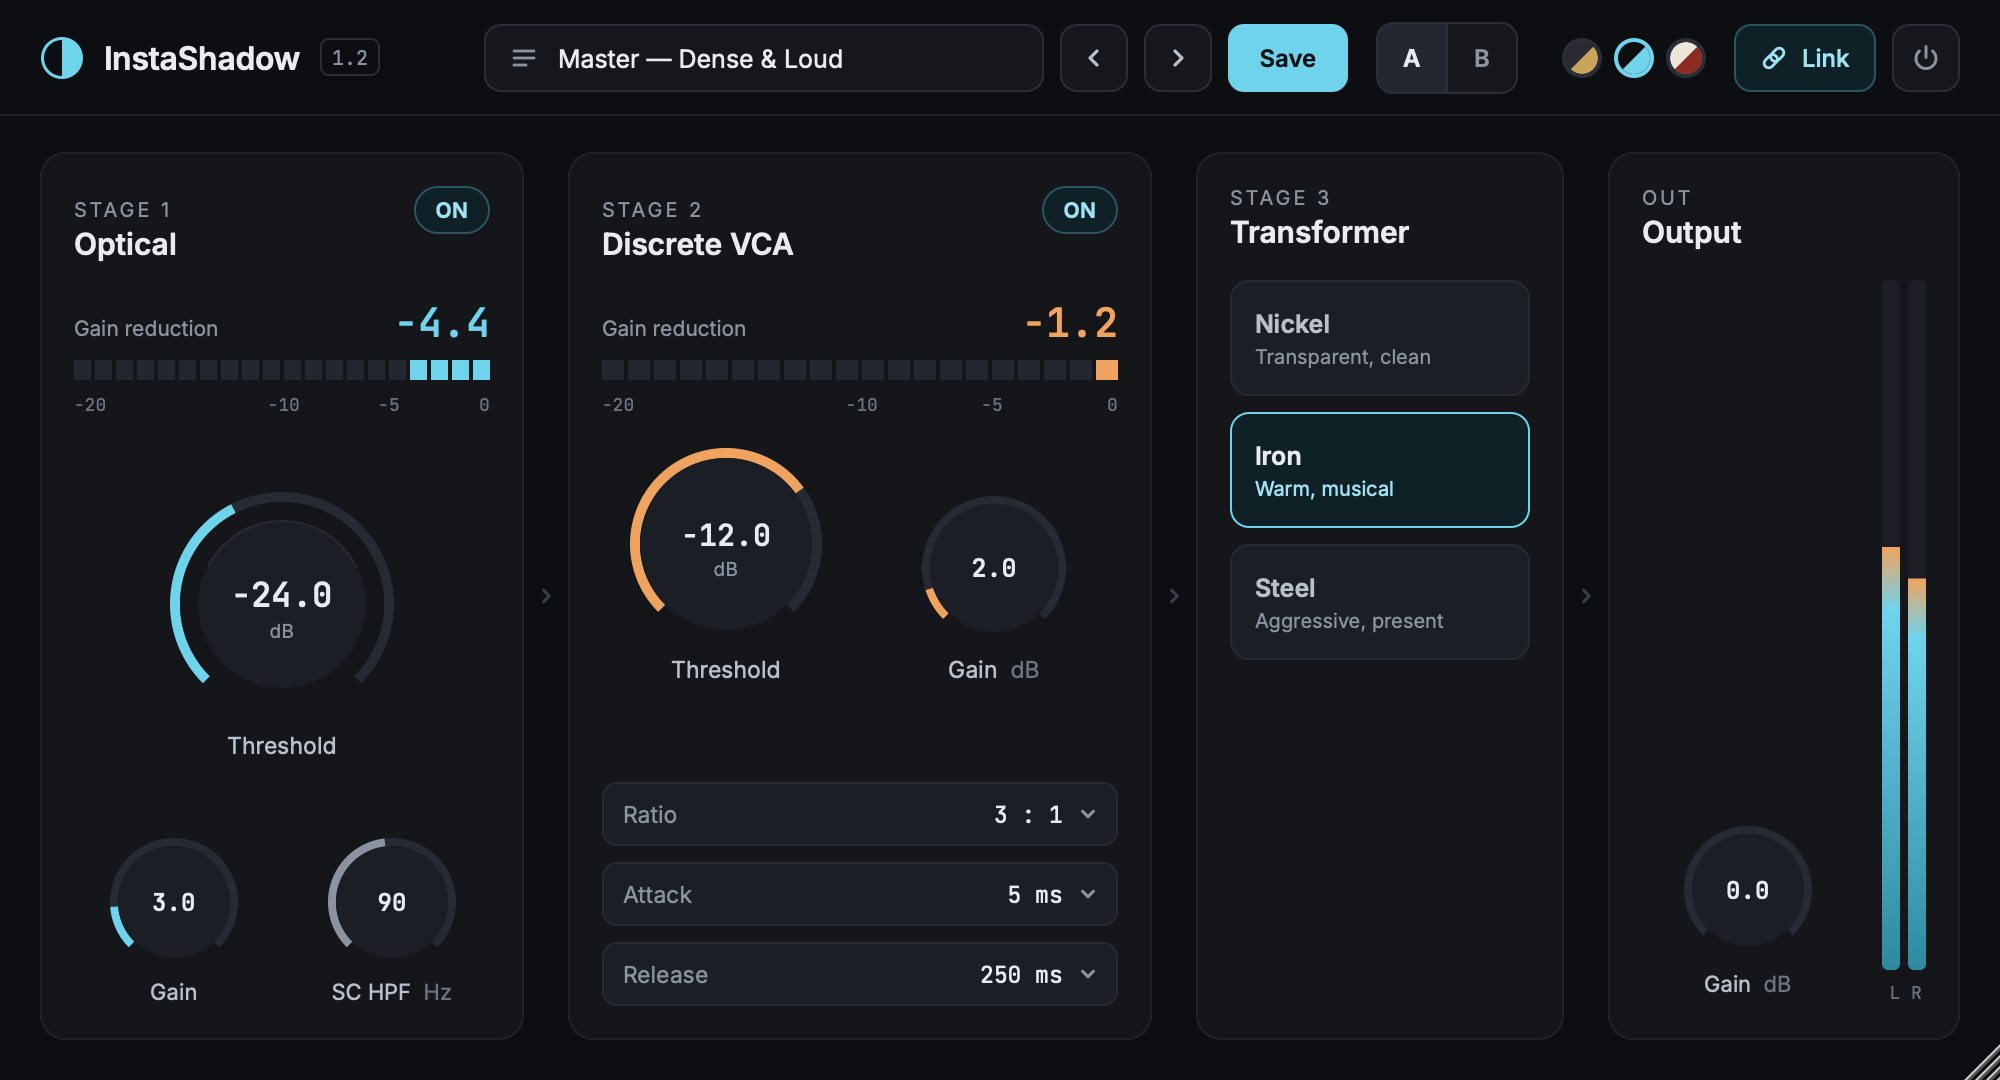 InstaShadow 1.2
Master — Dense & Loud
Save
A B
Link
STAGE 1
Optical
ON
Gain reduction -4.4
-20 -10 -5 0
-24.0
dB
Threshold
3.0
Gain
90
SC HPF Hz
STAGE 2
Discrete VCA
ON
Gain reduction -1.2
-20 -10 -5 0
-12.0
dB
Threshold
2.0
Gain dB
Ratio 3 : 1
Attack 5 ms
Release 250 ms
STAGE 3
Transformer
Nickel
Transparent, clean
Iron
Warm, musical
Steel
Aggressive, present
OUT
Output
0.0
Gain dB
L R